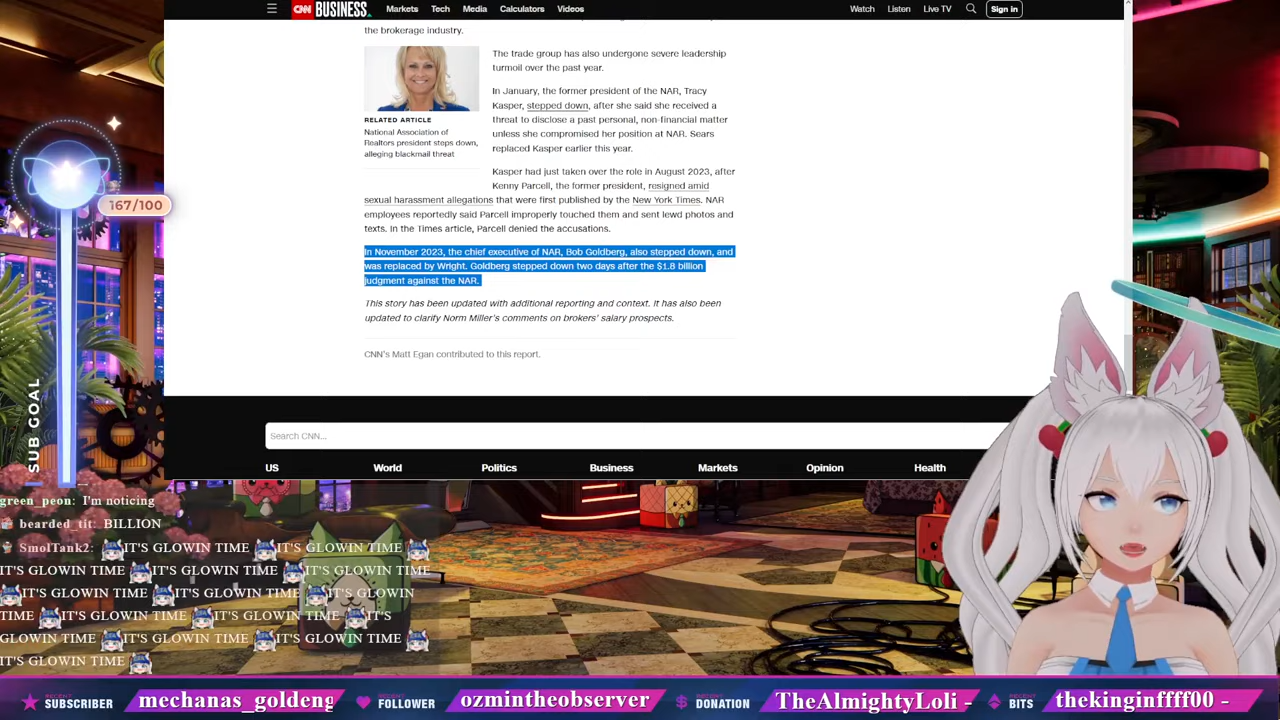 CNN BUSINESS
Markets Tech Media Calculators Videos
Watch Listen Live TV Sign in
the brokerage industry.
The trade group has also undergone severe leadership
turmoil over the past year.
In January, the former president of the NAR, Tracy
Kasper, stepped down, after she said she received a
threat to disclose a past personal, non-financial matter
unless she compromised her position at NAR. Sears
replaced Kasper earlier this year.
RELATED ARTICLE
National Association of
Realtors president steps down,
alleging blackmail threat
Kasper had just taken over the role in August 2023, after
Kenny Parcell, the former president, resigned amid
sexual harassment allegations that were first published by the New York Times. NAR
employees reportedly said Parcell improperly touched them and sent lewd photos and
texts. In the Times article, Parcell denied the accusations.
In November 2023, the chief executive of NAR, Bob Goldberg, also stepped down, and
was replaced by Wright. Goldberg stepped down two days after the $1.8 billion
judgment against the NAR.
This story has been updated with additional reporting and context. It has also been
updated to clarify Norm Miller's comments on brokers' salary prospects.
CNN's Matt Egan contributed to this report.
Search CNN...
US World Politics Business Markets Opinion Health
167/100
SUB GOAL
green_peon: I'm noticing
bearded_tit: BILLION
SmolTank2: IT'S GLOWIN TIME IT'S GLOWIN TIME
IT'S GLOWIN TIME IT'S GLOWIN TIME
IT'S GLOWIN TIME IT'S GLOWIN TIME IT'S GLOWIN
TIME IT'S GLOWIN TIME IT'S GLOWIN TIME IT'S
GLOWIN TIME IT'S GLOWIN TIME IT'S GLOWIN TIME
IT'S GLOWIN TIME
RECENT SUBSCRIBER mechanas_goldeng
RECENT FOLLOWER ozmintheobserver
RECENT DONATION TheAlmightyLoli -
RECENT BITS thekinginffff00 -